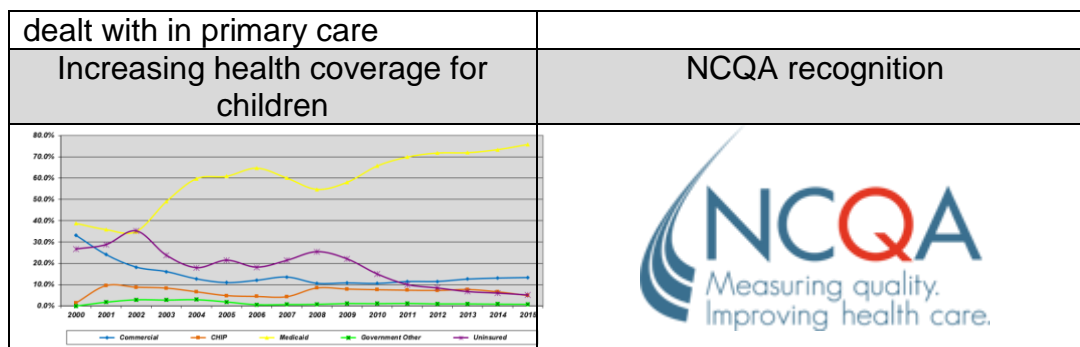 dealt with in primary care
Increasing health coverage for
children
NCQA recognition
80.0%
70.0%
60.0%
50.0%
40.0%
30.0%
20.0%
10.0%
0.0%
2000 2001 2002 2003 2004 2005 2006 2007 2008 2009 2010 2011 2012 2013 2014 2015
Commercial CHIP Medicaid Government Other Uninsured
NCQA
Measuring quality.
Improving health care.